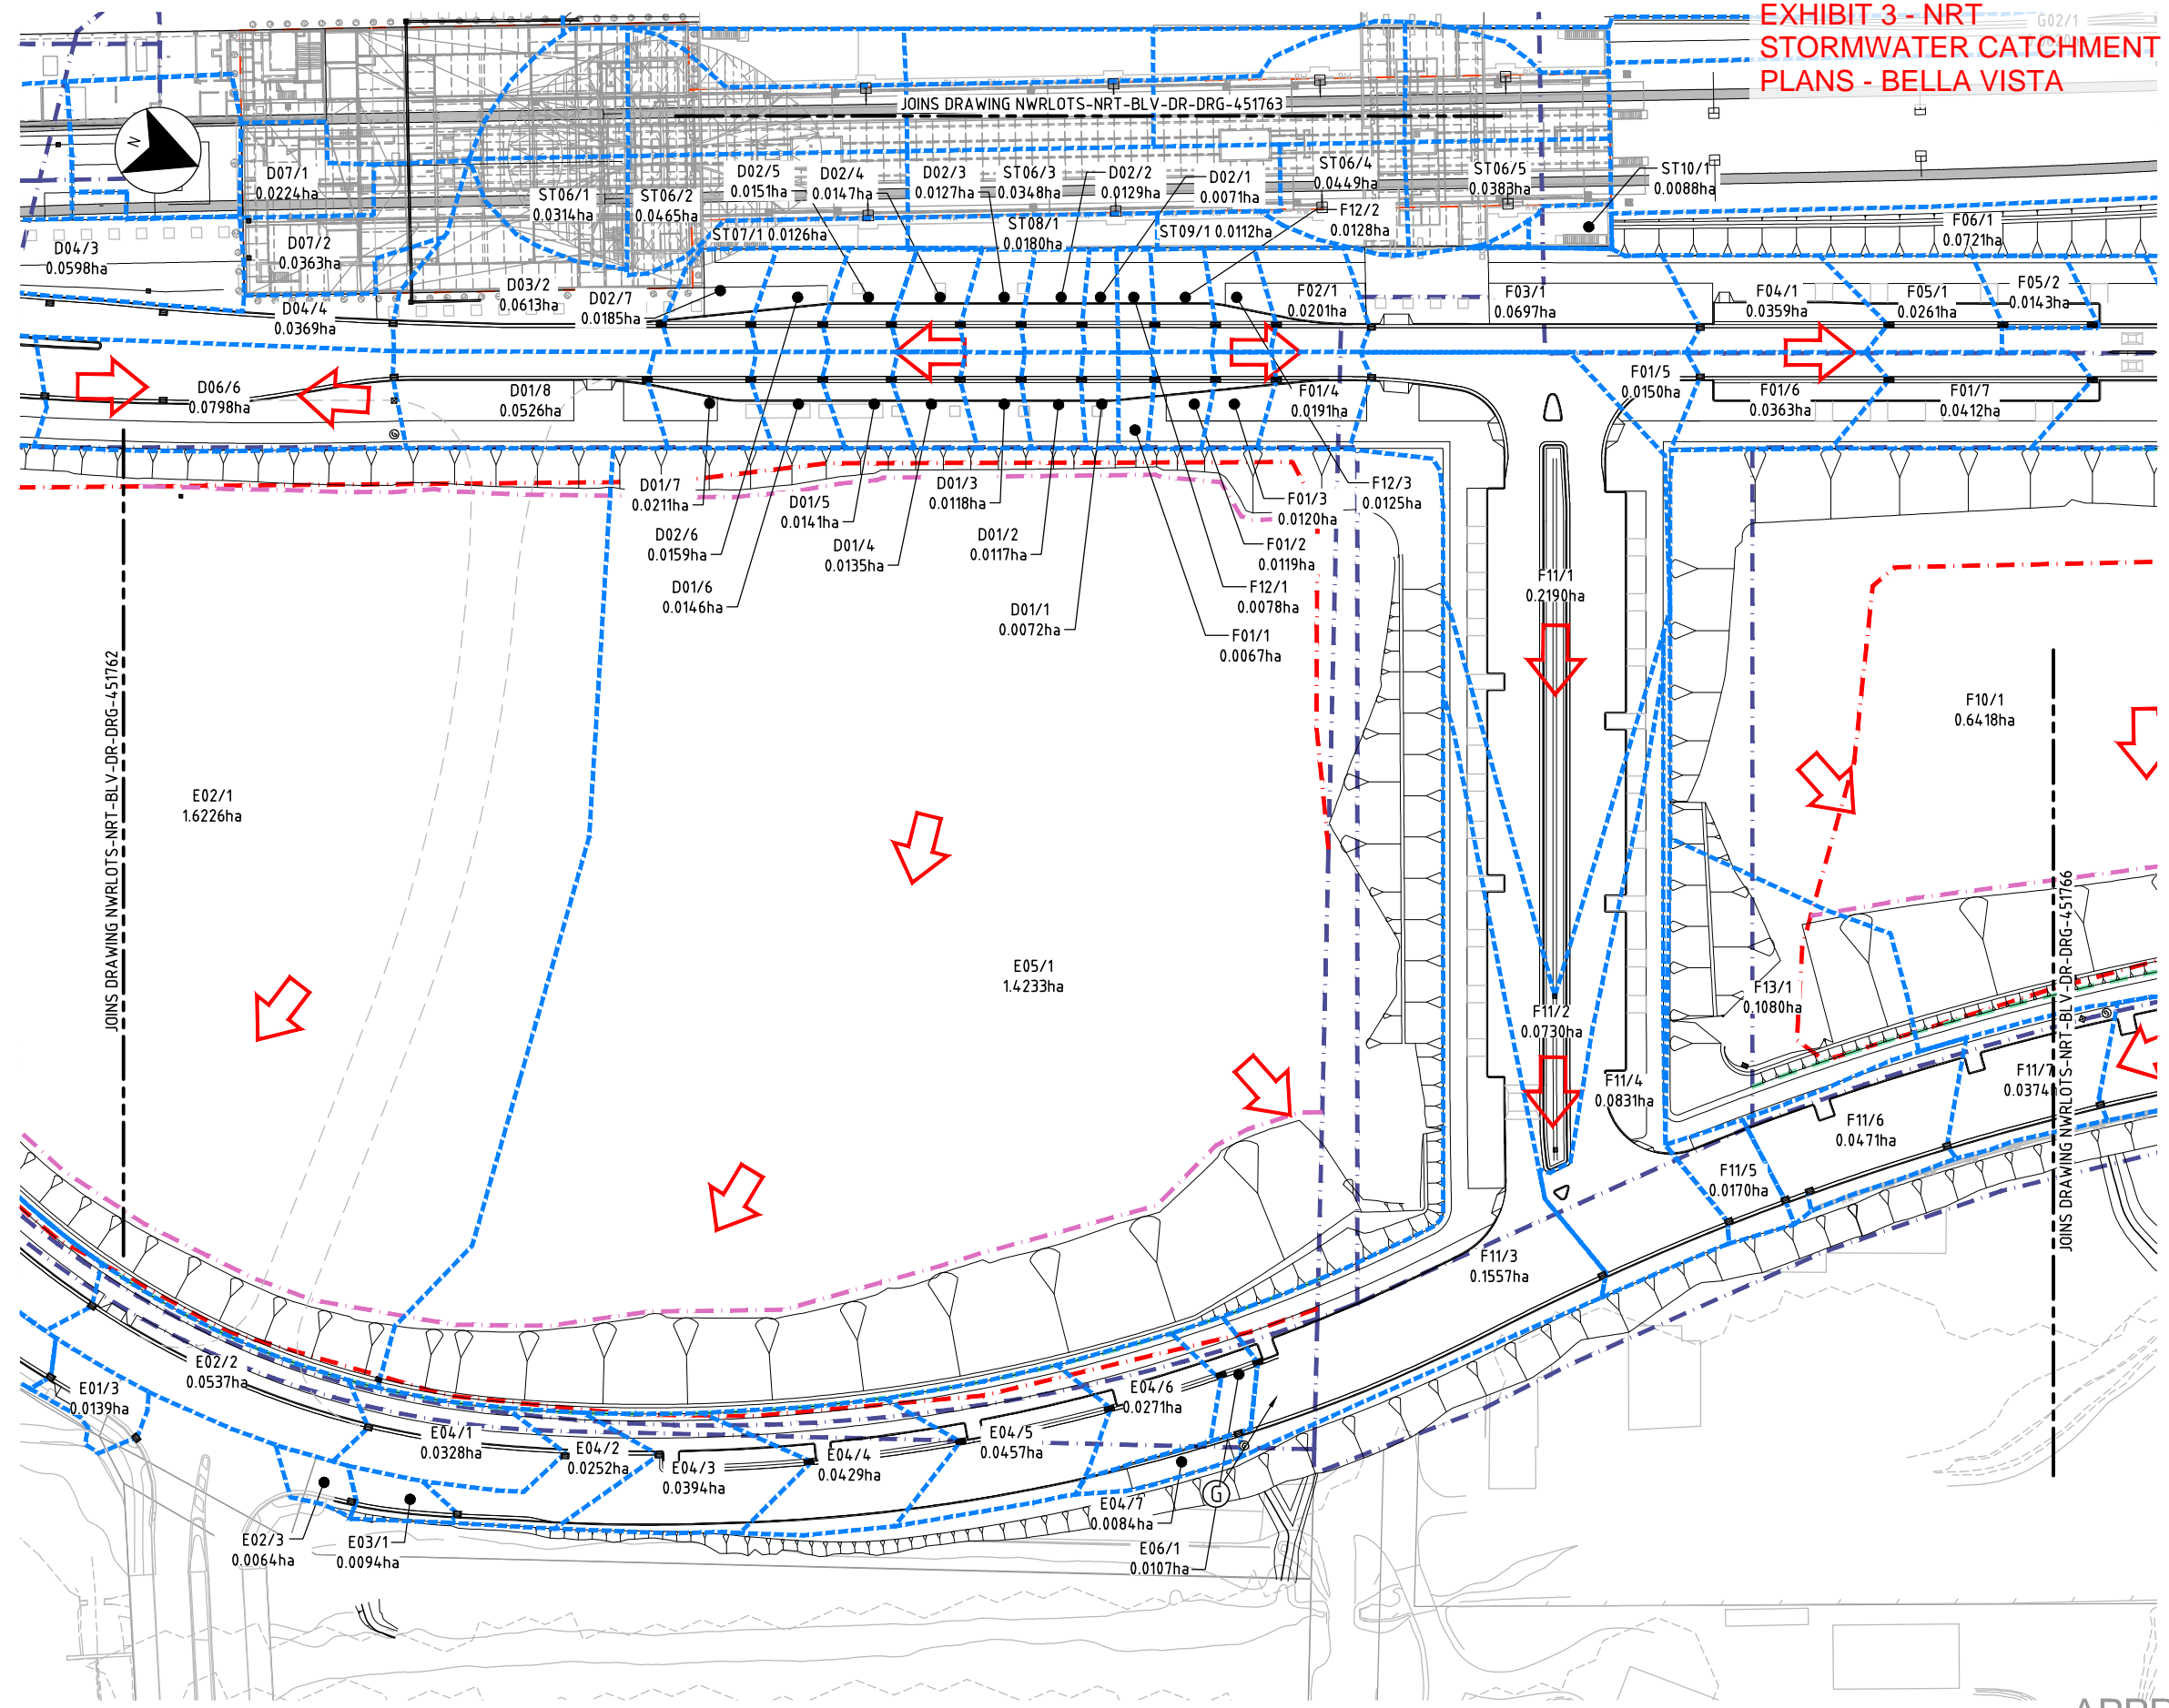 EXHIBIT 3 - NRT
STORMWATER CATCHMENT
PLANS - BELLA VISTA
G02/1
JOINS DRAWING NWRLOTS-NRT-BLV-DR-DRG-451763
N
D07/1
0.0224ha
ST06/1
0.0314ha
ST06/2
0.0465ha
D02/5
0.0151ha
D02/4
0.0147ha
D02/3
0.0127ha
ST06/3
0.0348ha
D02/2
0.0129ha
D02/1
0.0071ha
ST06/4
0.0449ha
ST06/5
0.0383ha
ST10/1
0.0088ha
D04/3
0.0598ha
D07/2
0.0363ha
ST07/1 0.0126ha
ST08/1
0.0180ha
ST09/1 0.0112ha
F12/2
0.0128ha
F06/1
0.0721ha
D04/4
0.0369ha
D03/2
0.0613ha
D02/7
0.0185ha
F02/1
0.0201ha
F03/1
0.0697ha
F04/1
0.0359ha
F05/1
0.0261ha
F05/2
0.0143ha
D06/6
0.0798ha
D01/8
0.0526ha
F01/4
0.0191ha
F01/5
0.0150ha
F01/6
0.0363ha
F01/7
0.0412ha
D01/7
0.0211ha
D01/5
0.0141ha
D01/3
0.0118ha
F01/3
0.0120ha
F12/3
0.0125ha
D02/6
0.0159ha
D01/4
0.0135ha
D01/2
0.0117ha
F01/2
0.0119ha
D01/6
0.0146ha
D01/1
0.0072ha
F12/1
0.0078ha
F01/1
0.0067ha
F11/1
0.2190ha
JOINS DRAWING NWRLOTS-NRT-BLV-DR-DRG-451762
E02/1
1.6226ha
F10/1
0.6418ha
E05/1
1.4233ha
F11/2
0.0730ha
F13/1
0.1080ha
JOINS DRAWING NWRLOTS-NRT-BLV-DR-DRG-451766
F11/4
0.0831ha
F11/7
0.0374h
F11/6
0.0471ha
F11/5
0.0170ha
F11/3
0.1557ha
E02/2
0.0537ha
E01/3
0.0139ha
E04/1
0.0328ha
E04/2
0.0252ha
E04/3
0.0394ha
E04/4
0.0429ha
E04/5
0.0457ha
E04/6
0.0271ha
E04/7
0.0084ha
G
E02/3
0.0064ha
E03/1
0.0094ha
E06/1
0.0107ha